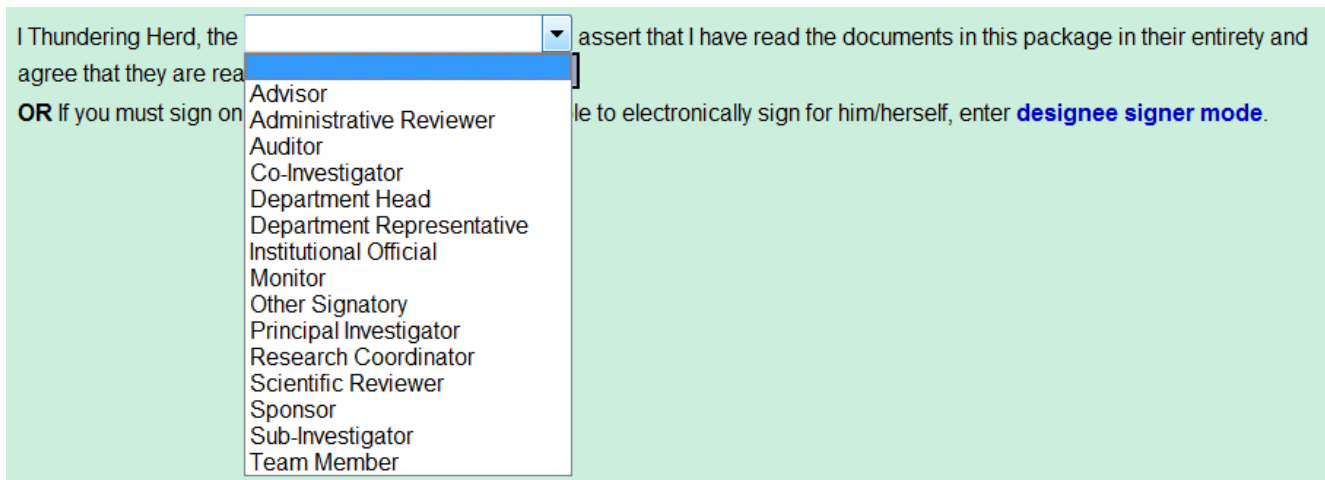 I Thundering Herd, the assert that I have read the documents in this package in their entirety and
agree that they are rea
OR If you must sign on le to electronically sign for him/herself, enter designee signer mode.
Advisor
Administrative Reviewer
Auditor
Co-Investigator
Department Head
Department Representative
Institutional Official
Monitor
Other Signatory
Principal Investigator
Research Coordinator
Scientific Reviewer
Sponsor
Sub-Investigator
Team Member